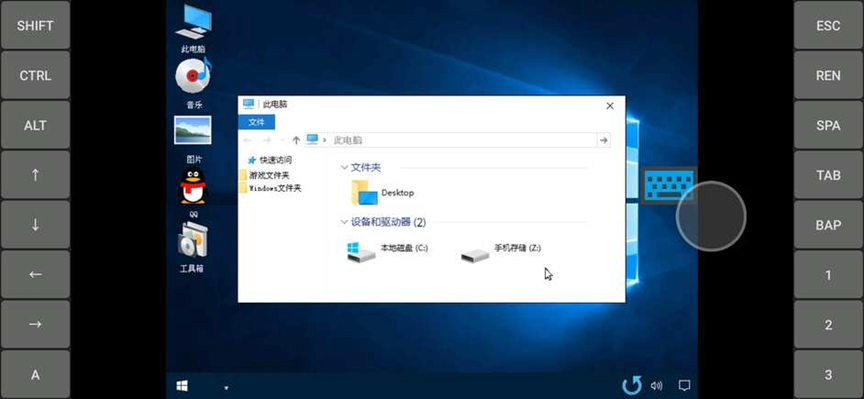 SHIFT
CTRL
ALT
↑
↓
←
→
A
此电脑
音乐
图片
QQ
工具箱
此电脑
文件
此电脑
快速访问
游戏文件夹
Windows文件夹
文件夹
Desktop
设备和驱动器 (2)
本地磁盘 (C:)
手机存储 (Z:)
ESC
REN
SPA
TAB
BAP
1
2
3